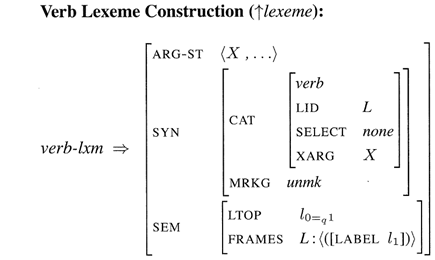 Verb Lexeme Construction (↑lexeme):
ARG-ST ⟨X , …⟩
verb
LID L
CAT
SELECT none
SYN
XARG X
verb-lxm ⇒
MRKG unmk
LTOP l₀₌q₁
SEM
FRAMES L:⟨([LABEL l₁])⟩